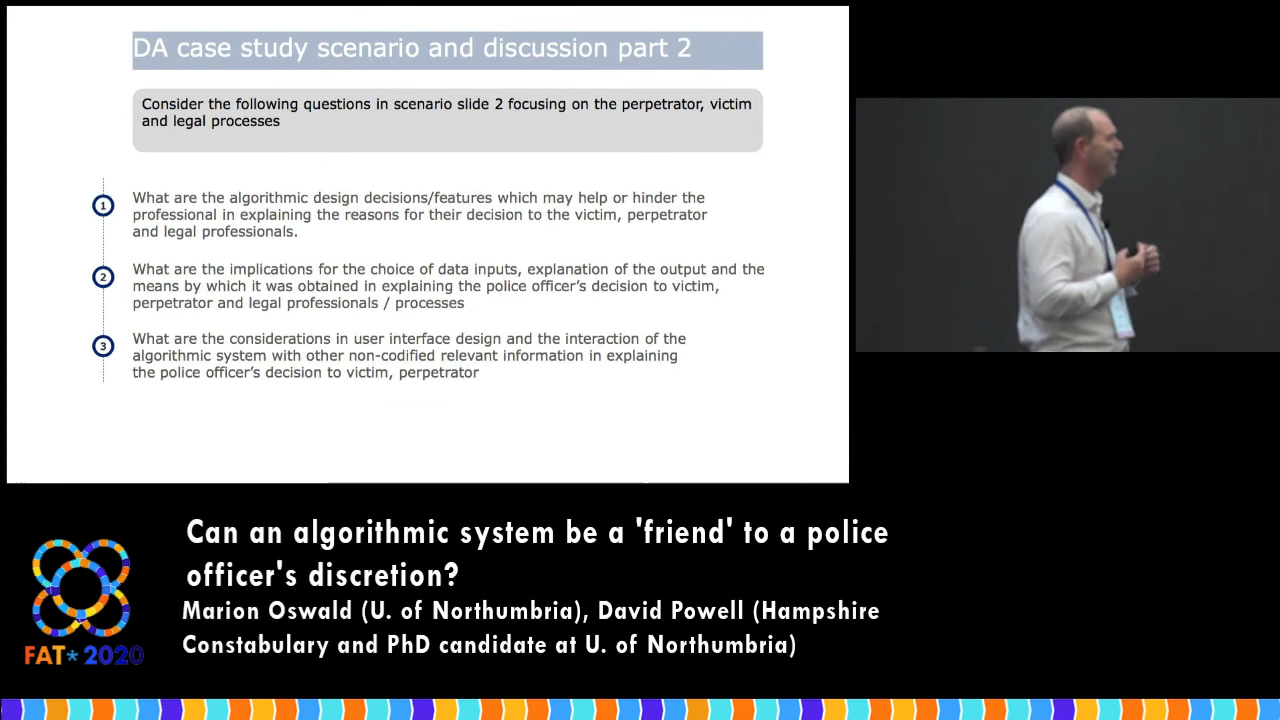 DA case study scenario and discussion part 2
Consider the following questions in scenario slide 2 focusing on the perpetrator, victim
and legal processes
1
What are the algorithmic design decisions/features which may help or hinder the
professional in explaining the reasons for their decision to the victim, perpetrator
and legal professionals.
2
What are the implications for the choice of data inputs, explanation of the output and the
means by which it was obtained in explaining the police officer’s decision to victim,
perpetrator and legal professionals / processes
3
What are the considerations in user interface design and the interaction of the
algorithmic system with other non-codified relevant information in explaining
the police officer’s decision to victim, perpetrator
Can an algorithmic system be a 'friend' to a police
officer's discretion?
Marion Oswald (U. of Northumbria), David Powell (Hampshire
Constabulary and PhD candidate at U. of Northumbria)
FAT* 2020